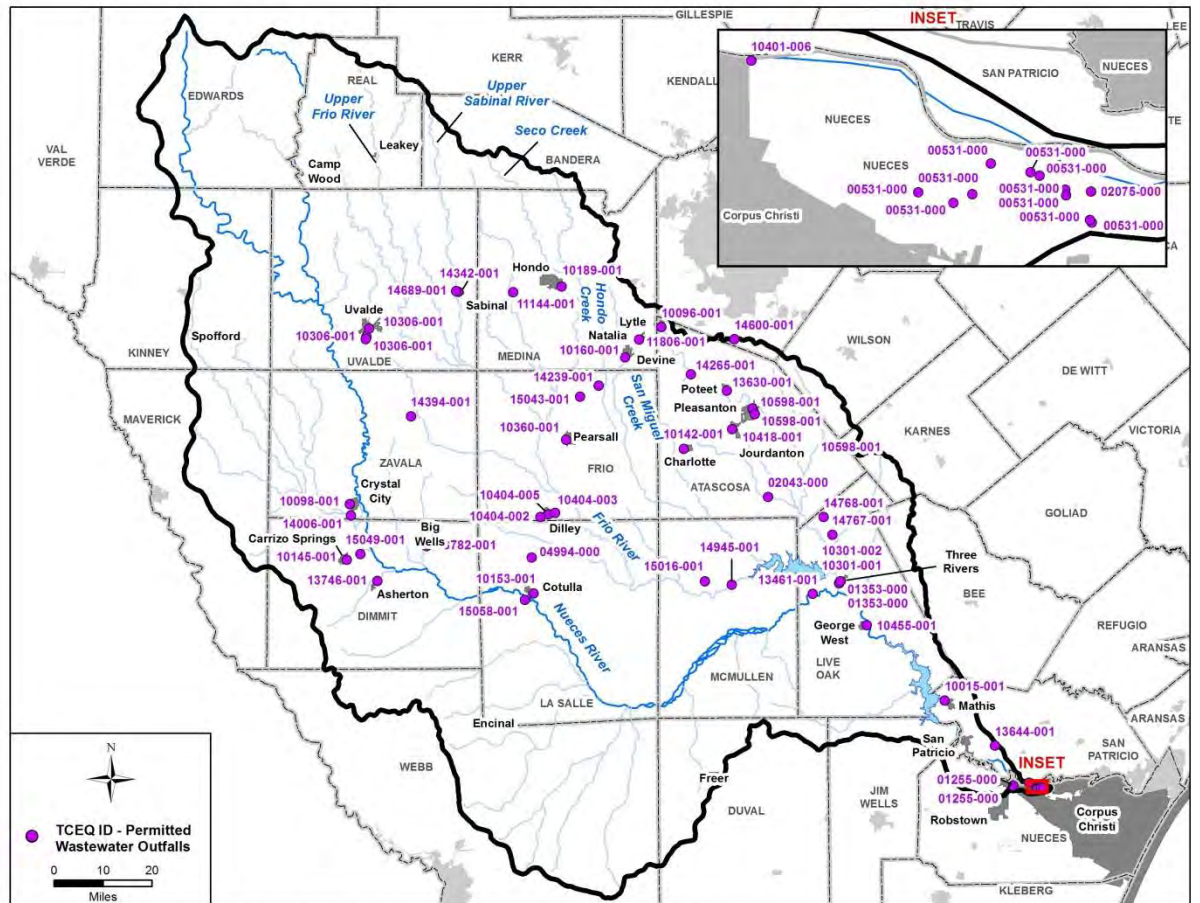 GILLESPIE
INSET
TRAVIS
LEE
KERR
KENDALL
EDWARDS
REAL
Upper
Frio River
Upper
Sabinal River
Seco Creek
Leakey
BANDERA
VAL
VERDE
Camp
Wood
10401-006
SAN PATRICIO
NUECES
NUECES
NUECES
00531-000
00531-000
00531-000
00531-000
00531-000
00531-000
00531-000
00531-000
00531-000
02075-000
Corpus Christi
14342-001
14689-001
Sabinal
Hondo
10189-001
11144-001
Hondo
Creek
Uvalde
10306-001
10306-001
10306-001
UVALDE
Spofford
KINNEY
MEDINA
Lytle
Natalia
10096-001
14600-001
11806-001
10160-001
Devine
WILSON
DE WITT
MAVERICK
14239-001
15043-001
San Miguel
Creek
14265-001
Poteet
13630-001
Pleasanton
10598-001
10598-001
14394-001
10360-001
Pearsall
10142-001
10418-001
Charlotte
Jourdanton
10598-001
KARNES
VICTORIA
ZAVALA
FRIO
ATASCOSA
Crystal
City
10098-001
14006-001
10404-005
10404-003
10404-002
Dilley
02043-000
14768-001
14767-001
GOLIAD
Carrizo Springs
15049-001
10145-001
Big
Wells
782-001
04994-000
Frio River
14945-001
15016-001
10301-002
10301-001
Three
Rivers
13461-001
01353-000
01353-000
BEE
13746-001
Asherton
10153-001
Cotulla
15058-001
DIMMIT
George
West
10455-001
REFUGIO
ARANSAS
Nueces River
LIVE
OAK
MCMULLEN
LA SALLE
10015-001
Mathis
Encinal
ARANSAS
San
Patricio
13644-001
SAN
PATRICIO
WEBB
Freer
DUVAL
JIM
WELLS
INSET
01255-000
01255-000
Robstown
Corpus
Christi
NUECES
KLEBERG
N
TCEQ ID - Permitted
Wastewater Outfalls
0 10 20
Miles